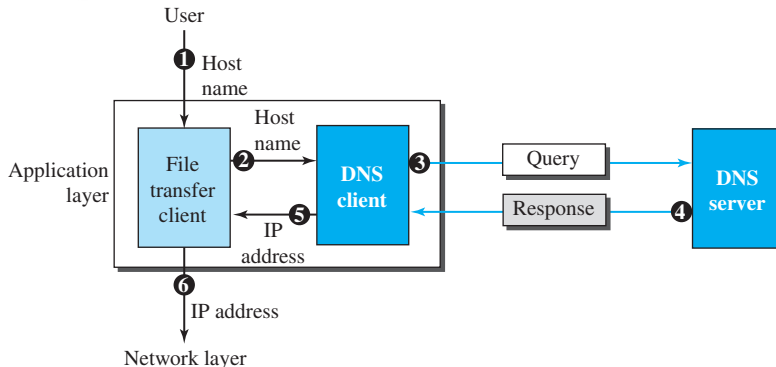 User
1
Host
name
Application
layer
File
transfer
client
2
Host
name
DNS
client
3
Query
DNS
server
4
Response
5
IP
address
6
IP address
Network layer